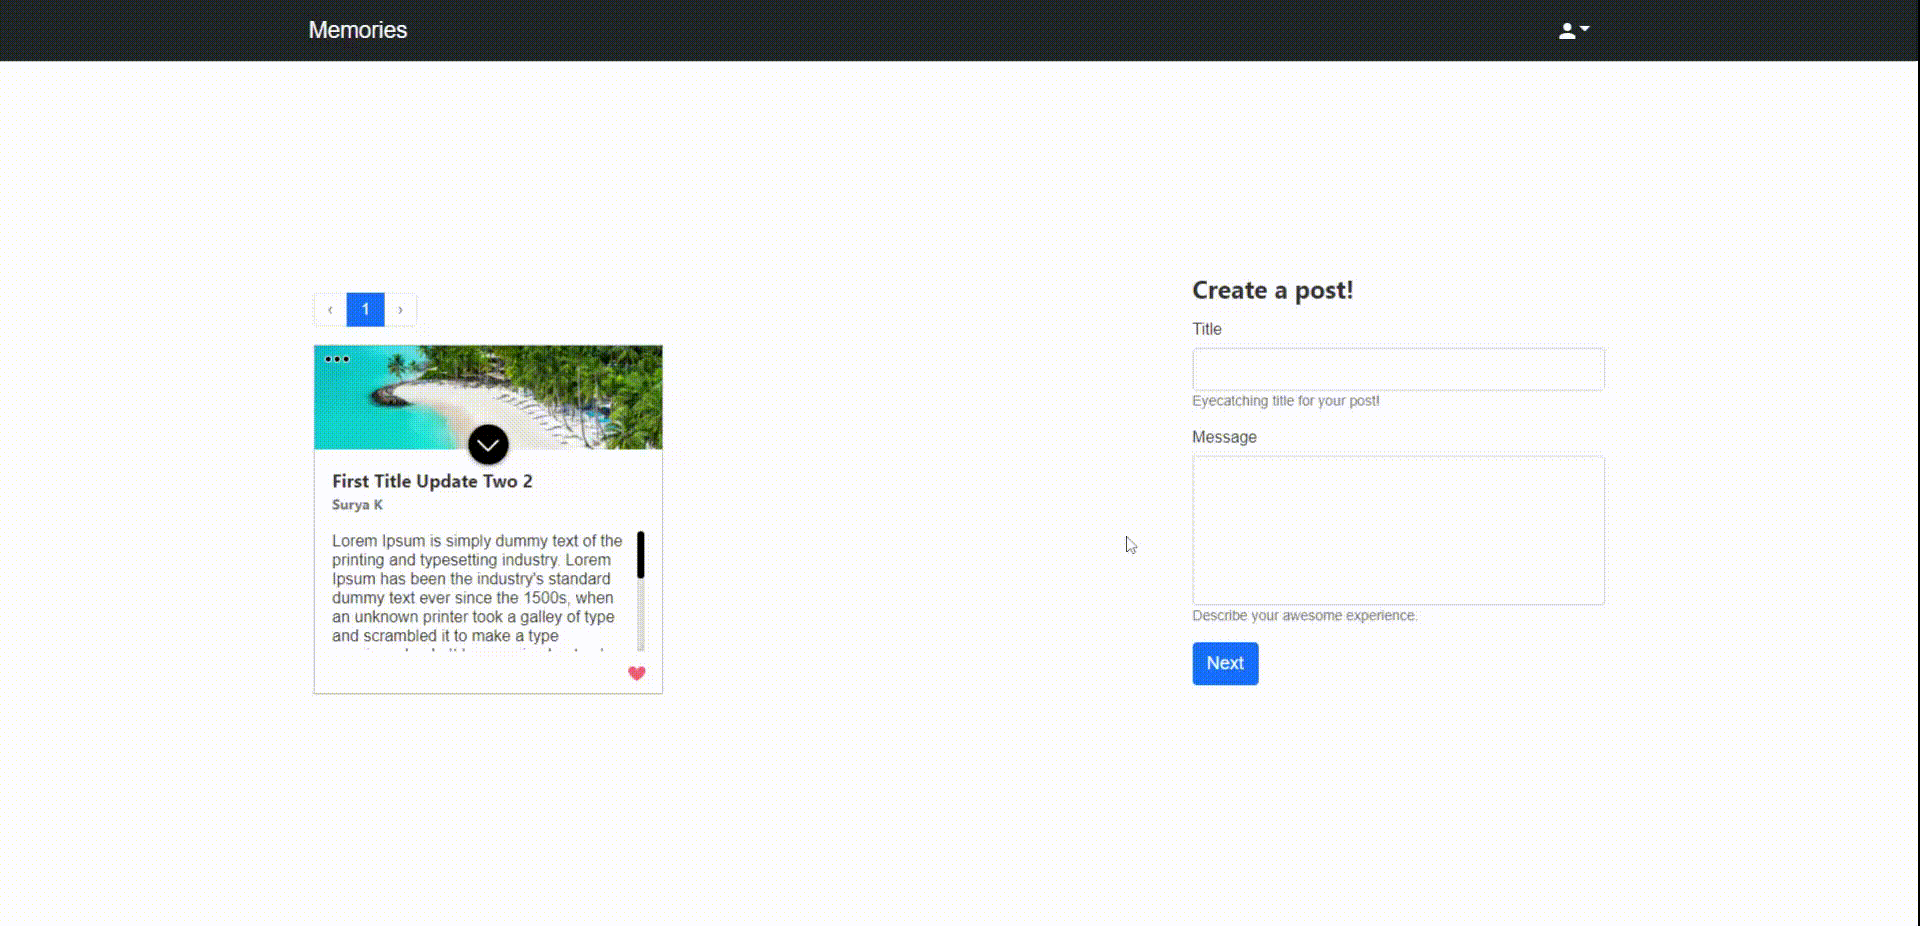 Memories
‹ 1 ›
First Title Update Two 2
Surya K
Lorem Ipsum is simply dummy text of the
printing and typesetting industry. Lorem
Ipsum has been the industry's standard
dummy text ever since the 1500s, when
an unknown printer took a galley of type
and scrambled it to make a type
Create a post!
Title
Eyecatching title for your post!
Message
Describe your awesome experience.
Next